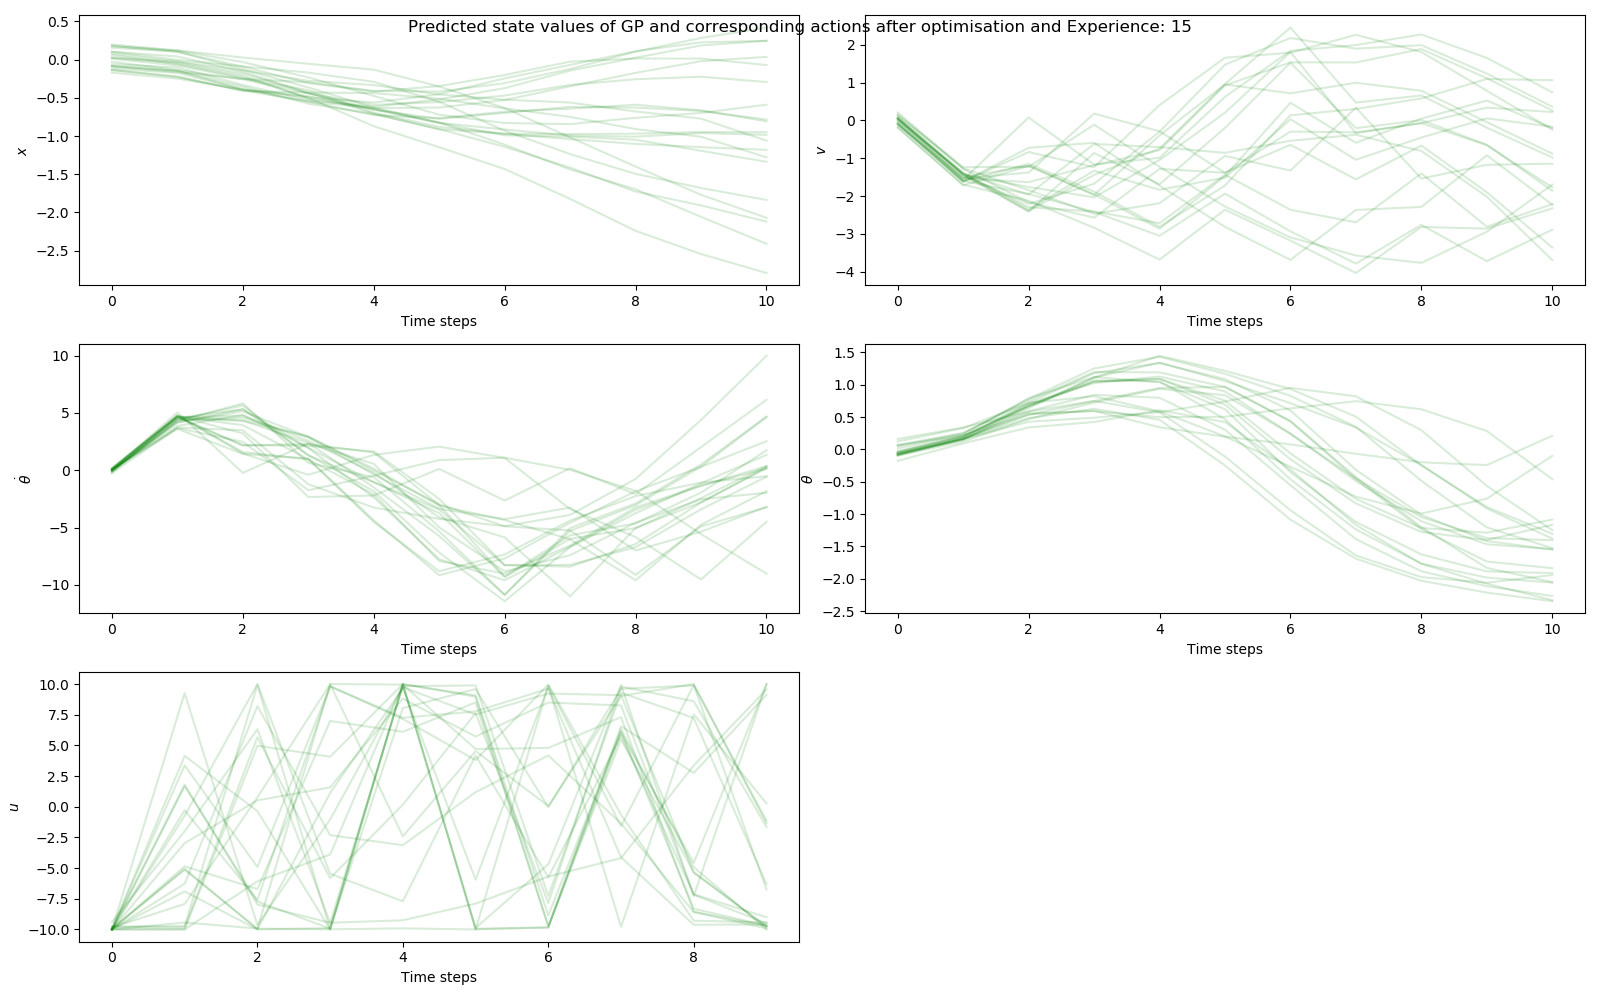 Predicted state values of GP and corresponding actions after optimisation and Experience: 15
0.5
0.0
−0.5
−1.0
−1.5
−2.0
−2.5
x
0 2 4 6 8 10
Time steps
2
1
0
−1
−2
−3
−4
v
0 2 4 6 8 10
Time steps
10
5
0
−5
−10
θ̇
0 2 4 6 8 10
Time steps
1.5
1.0
0.5
0.0
−0.5
−1.0
−1.5
−2.0
−2.5
θ
0 2 4 6 8 10
Time steps
10.0
7.5
5.0
2.5
0.0
−2.5
−5.0
−7.5
−10.0
u
0 2 4 6 8
Time steps